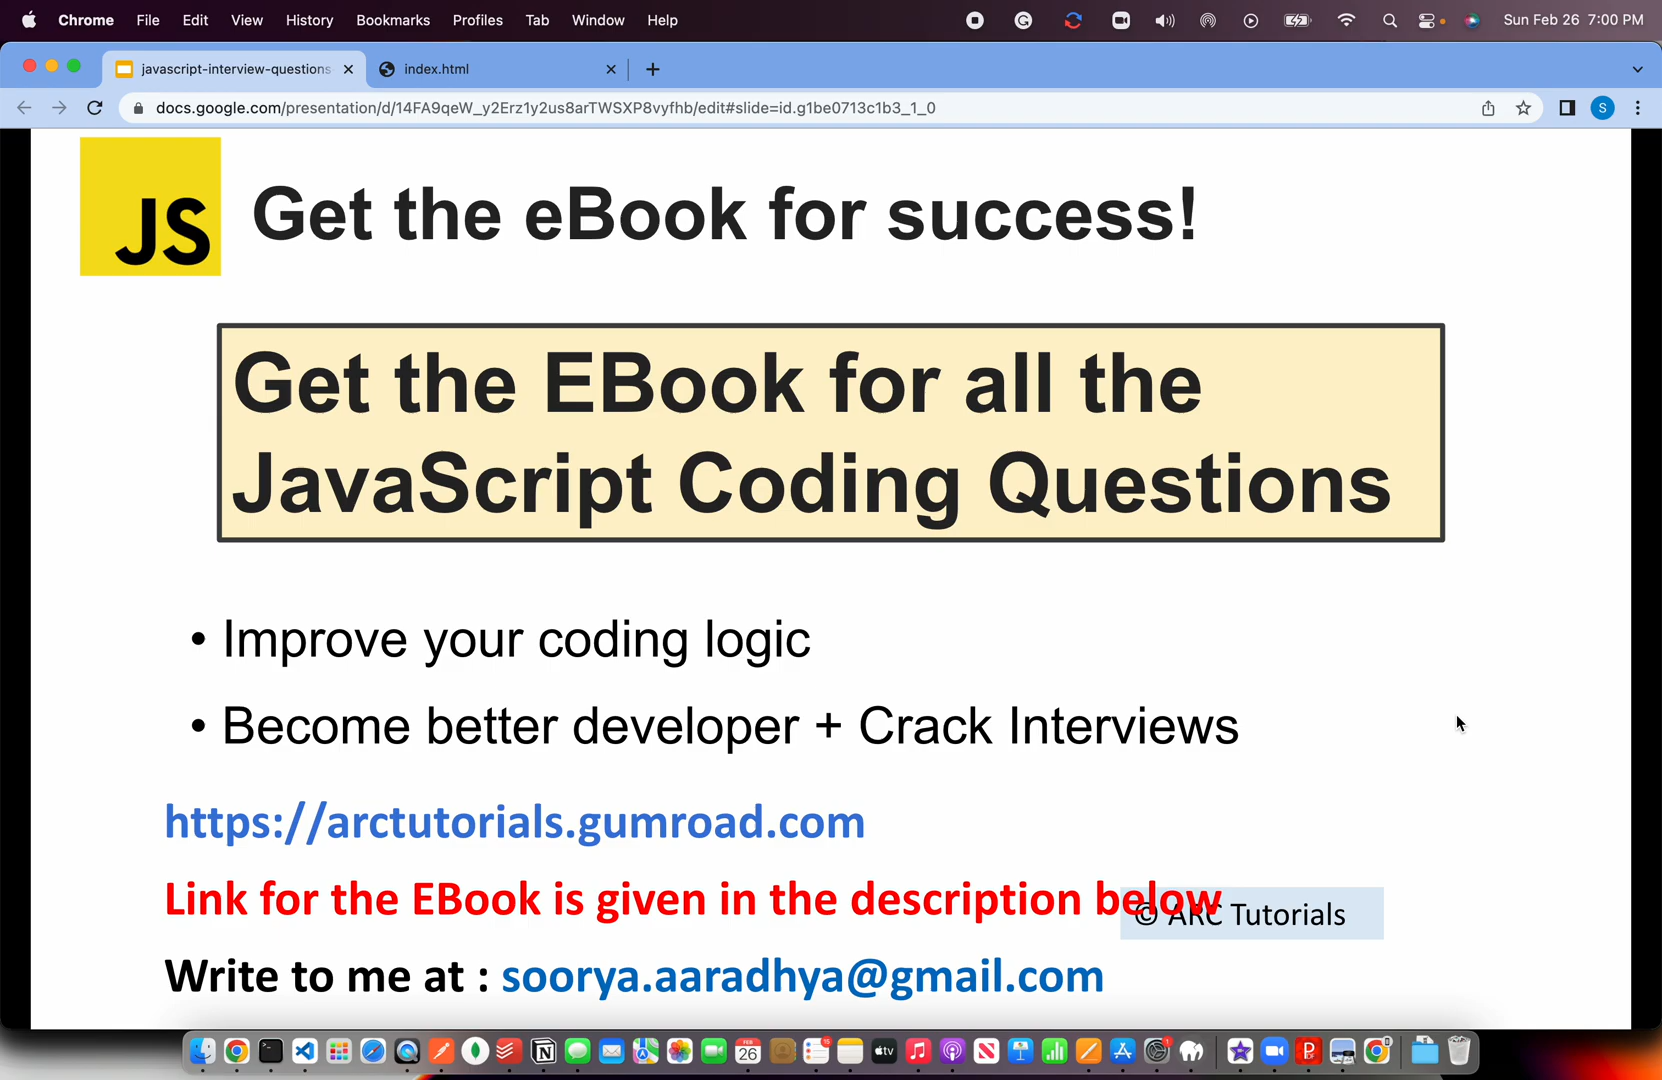 Chrome File Edit View History Bookmarks Profiles Tab Window Help Sun Feb 26 7:00 PM
javascript-interview-questions index.html
docs.google.com/presentation/d/14FA9qeW_y2Erz1y2us8arTWSXP8vyfhb/edit#slide=id.g1be0713c1b3_1_0 S
JS Get the eBook for success!
Get the EBook for all the
JavaScript Coding Questions
• Improve your coding logic
• Become better developer + Crack Interviews
https://arctutorials.gumroad.com
Link for the EBook is given in the description below
© ARC Tutorials
Write to me at : soorya.aaradhya@gmail.com
FEB
26
tv